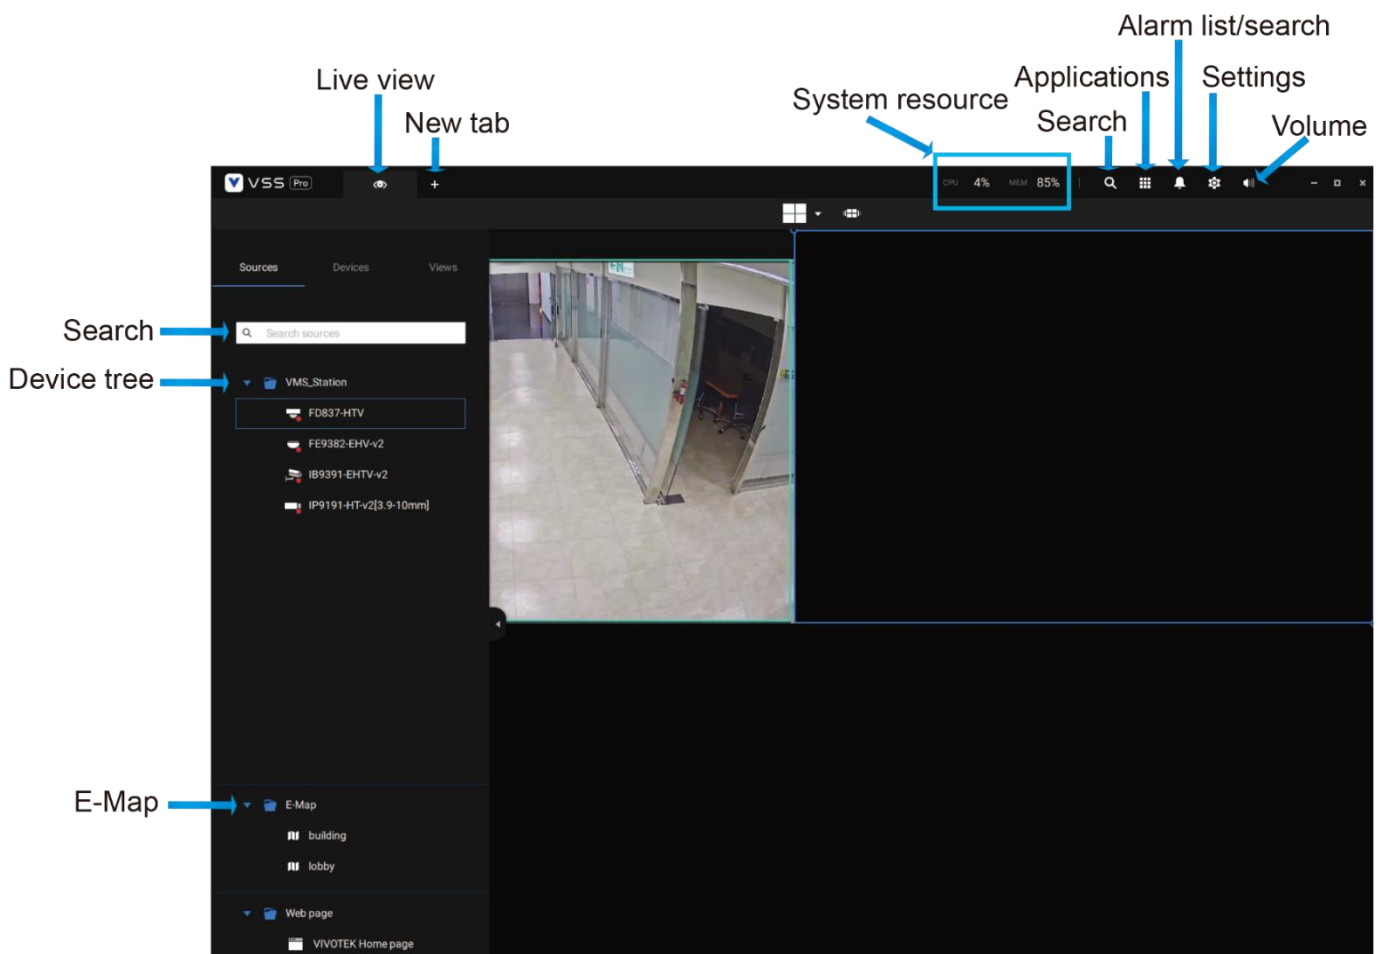 Alarm list/search
Live view
Applications
Settings
System resource
New tab
Search
Volume
VSS Pro
+
CPU 4% MEM 85%
Sources Devices Views
Search
Search sources
Device tree
VMS_Station
FD837-HTV
FE9382-EHV-v2
IB9391-EHTV-v2
IP9191-HT-v2[3.9-10mm]
E-Map
E-Map
building
lobby
Web page
VIVOTEK Home page